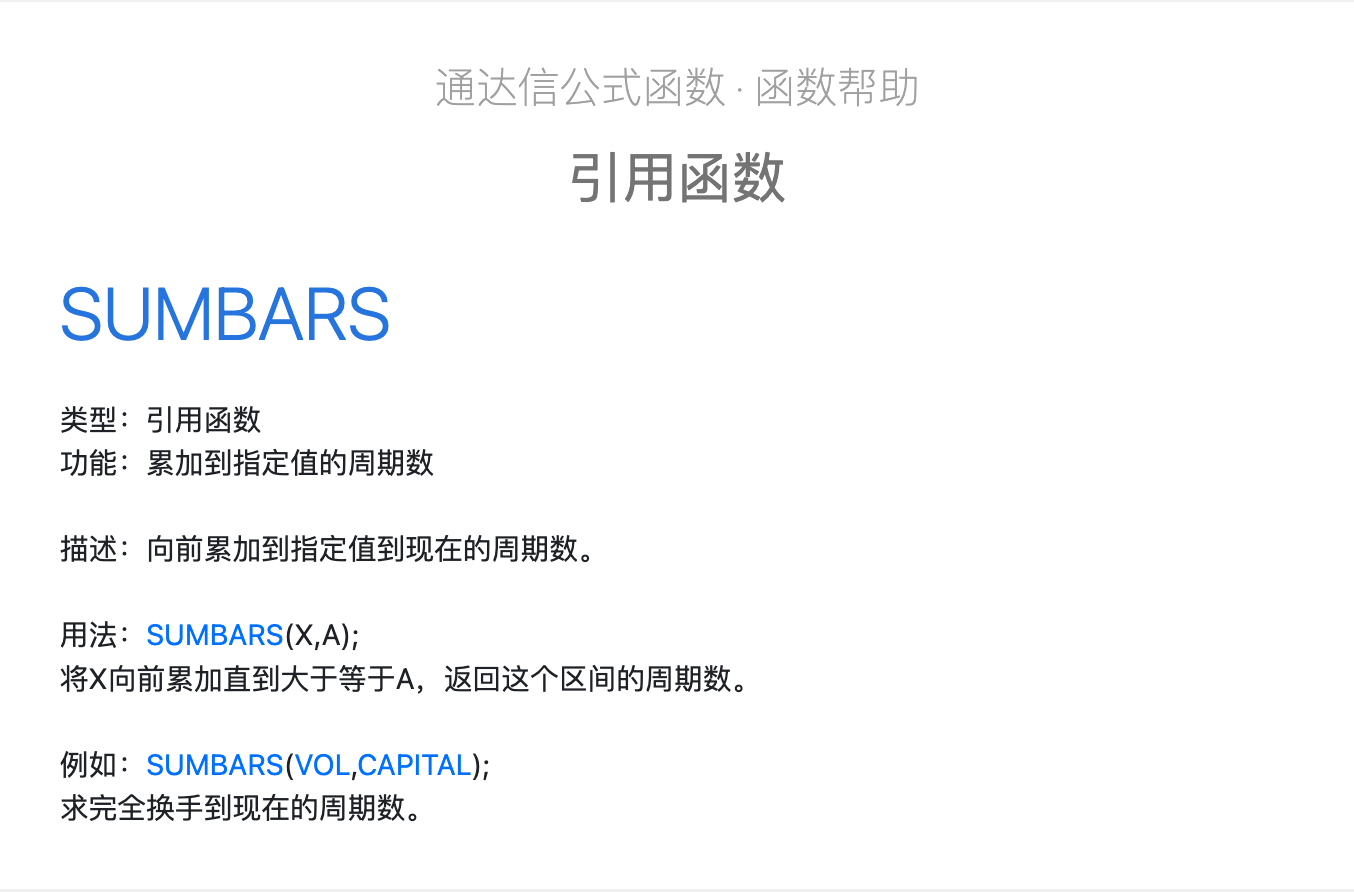 通达信公式函数 · 函数帮助
引用函数
SUMBARS
类型：引用函数
功能：累加到指定值的周期数
描述：向前累加到指定值到现在的周期数。
用法：SUMBARS(X,A);
将X向前累加直到大于等于A，返回这个区间的周期数。
例如：SUMBARS(VOL,CAPITAL);
求完全换手到现在的周期数。